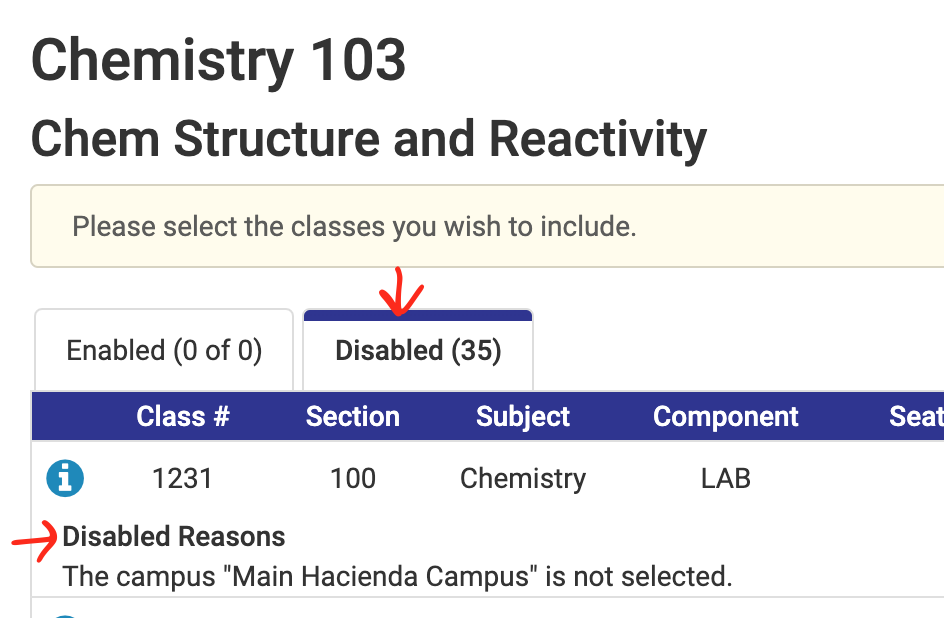 Chemistry 103
Chem Structure and Reactivity
Please select the classes you wish to include.
Enabled (0 of 0) Disabled (35)
Class # Section Subject Component Seat
1231 100 Chemistry LAB
Disabled Reasons
The campus "Main Hacienda Campus" is not selected.